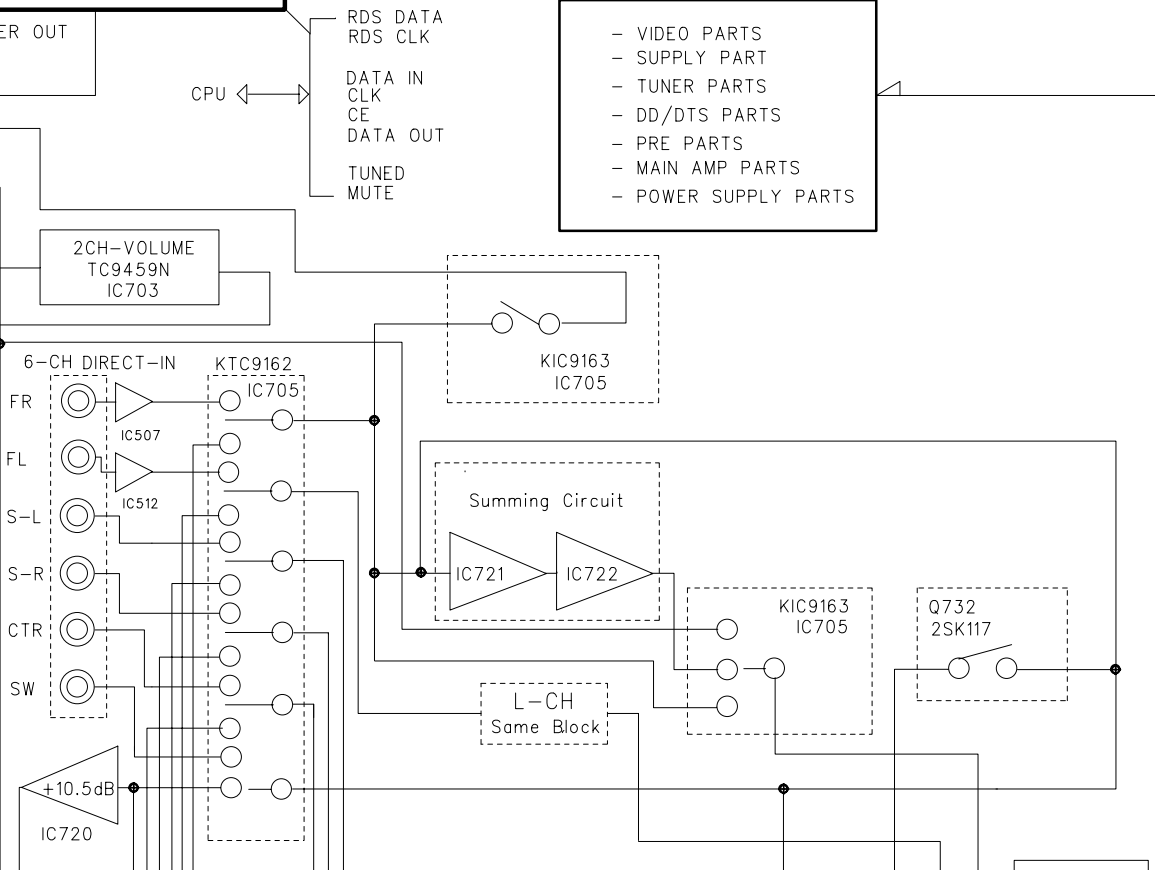 ER OUT
RDS DATA
RDS CLK
CPU
DATA IN
CLK
CE
DATA OUT
TUNED
MUTE
- VIDEO PARTS
- SUPPLY PART
- TUNER PARTS
- DD/DTS PARTS
- PRE PARTS
- MAIN AMP PARTS
- POWER SUPPLY PARTS
2CH-VOLUME
TC9459N
IC703
KIC9163
IC705
6-CH DIRECT-IN
KTC9162
IC705
FR
IC507
FL
IC512
S-L
S-R
CTR
SW
+10.5dB
IC720
Summing Circuit
IC721
IC722
KIC9163
IC705
Q732
2SK117
L-CH
Same Block